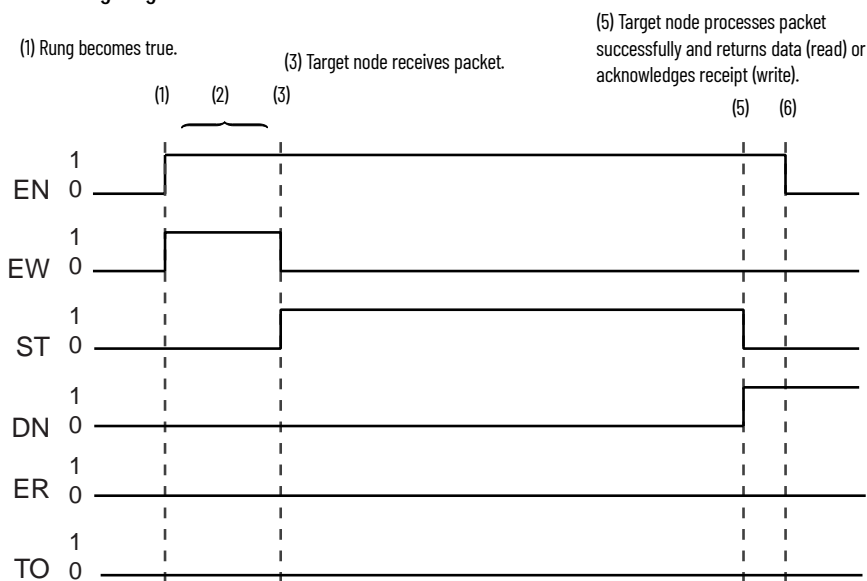 (1) Rung becomes true.
(3) Target node receives packet.
(5) Target node processes packet
successfully and returns data (read) or
acknowledges receipt (write).
(1) (2) (3) (5) (6)
1
EN 0
1
EW 0
1
ST 0
1
DN 0
1
ER 0
1
TO 0